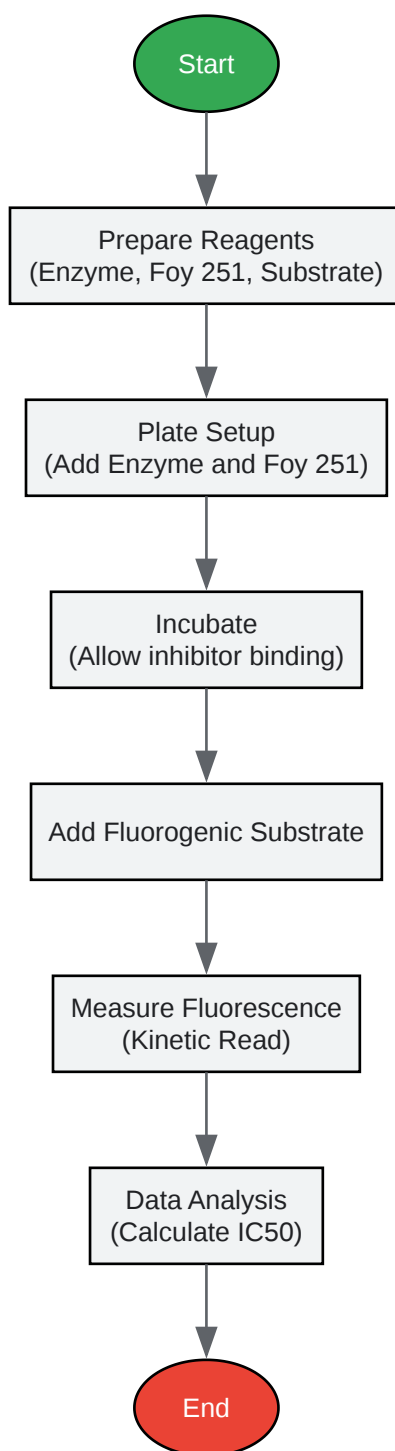 Start
Prepare Reagents
(Enzyme, Foy 251, Substrate)
Plate Setup
(Add Enzyme and Foy 251)
Incubate
(Allow inhibitor binding)
Add Fluorogenic Substrate
Measure Fluorescence
(Kinetic Read)
Data Analysis
(Calculate IC50)
End